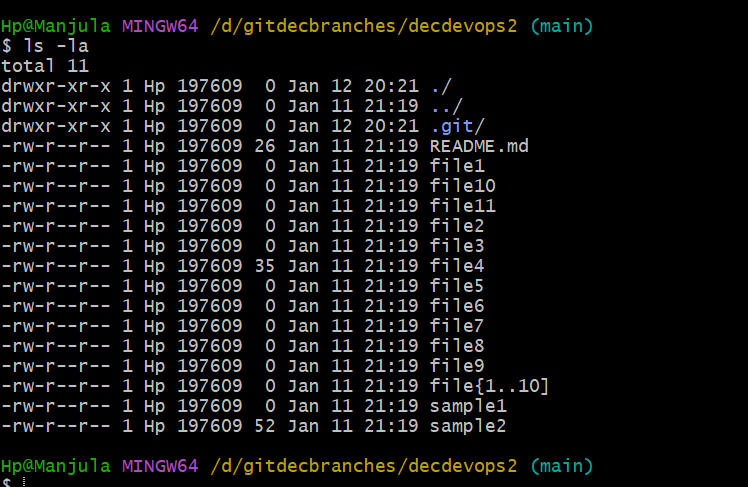 Hp@Manjula MINGW64 /d/gitdecbranches/decdevops2 (main)
$ ls -la
total 11
drwxr-xr-x 1 Hp 197609  0 Jan 12 20:21 ./
drwxr-xr-x 1 Hp 197609  0 Jan 11 21:19 ../
drwxr-xr-x 1 Hp 197609  0 Jan 12 20:21 .git/
-rw-r--r-- 1 Hp 197609 26 Jan 11 21:19 README.md
-rw-r--r-- 1 Hp 197609  0 Jan 11 21:19 file1
-rw-r--r-- 1 Hp 197609  0 Jan 11 21:19 file10
-rw-r--r-- 1 Hp 197609  0 Jan 11 21:19 file11
-rw-r--r-- 1 Hp 197609  0 Jan 11 21:19 file2
-rw-r--r-- 1 Hp 197609  0 Jan 11 21:19 file3
-rw-r--r-- 1 Hp 197609 35 Jan 11 21:19 file4
-rw-r--r-- 1 Hp 197609  0 Jan 11 21:19 file5
-rw-r--r-- 1 Hp 197609  0 Jan 11 21:19 file6
-rw-r--r-- 1 Hp 197609  0 Jan 11 21:19 file7
-rw-r--r-- 1 Hp 197609  0 Jan 11 21:19 file8
-rw-r--r-- 1 Hp 197609  0 Jan 11 21:19 file9
-rw-r--r-- 1 Hp 197609  0 Jan 11 21:19 file{1..10]
-rw-r--r-- 1 Hp 197609  0 Jan 11 21:19 sample1
-rw-r--r-- 1 Hp 197609 52 Jan 11 21:19 sample2
Hp@Manjula MINGW64 /d/gitdecbranches/decdevops2 (main)
$